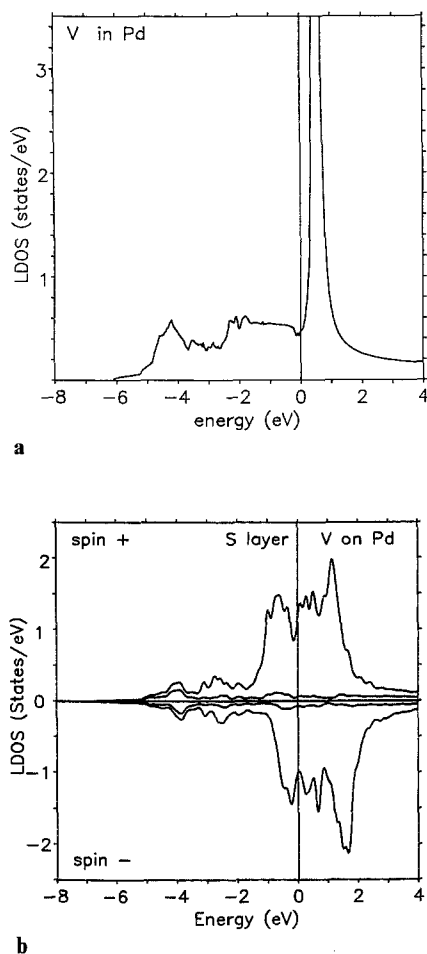 V in Pd
3
2
1
LDOS (states/eV)
−8 −6 −4 −2 0 2 4
energy (eV)
a
spin + S layer V on Pd
2
1
0
−1
−2
LDOS (States/eV)
spin −
−8 −6 −4 −2 0 2 4
Energy (eV)
b